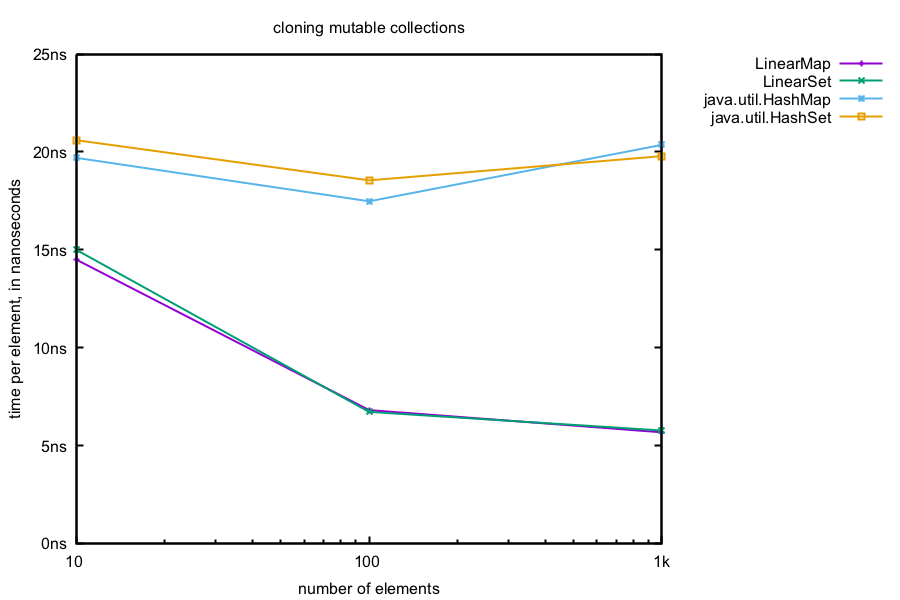 cloning mutable collections
25ns
20ns
15ns
10ns
5ns
0ns
time per element, in nanoseconds
10
100
1k
number of elements
LinearMap
LinearSet
java.util.HashMap
java.util.HashSet